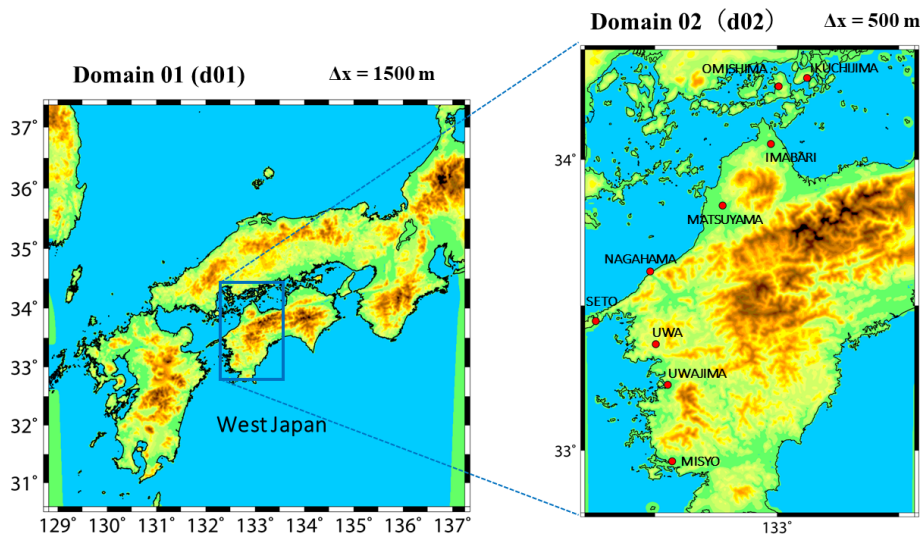 Domain 01 (d01)
Δx = 1500 m
37°
36°
35°
34°
33°
32°
31°
129°
130°
131°
132°
133°
134°
135°
136°
137°
West Japan
Domain 02（d02）
Δx = 500 m
OMISHIMA
IKUCHIJIMA
IMABARI
MATSUYAMA
NAGAHAMA
SETO
UWA
UWAJIMA
MISYO
34°
33°
133°